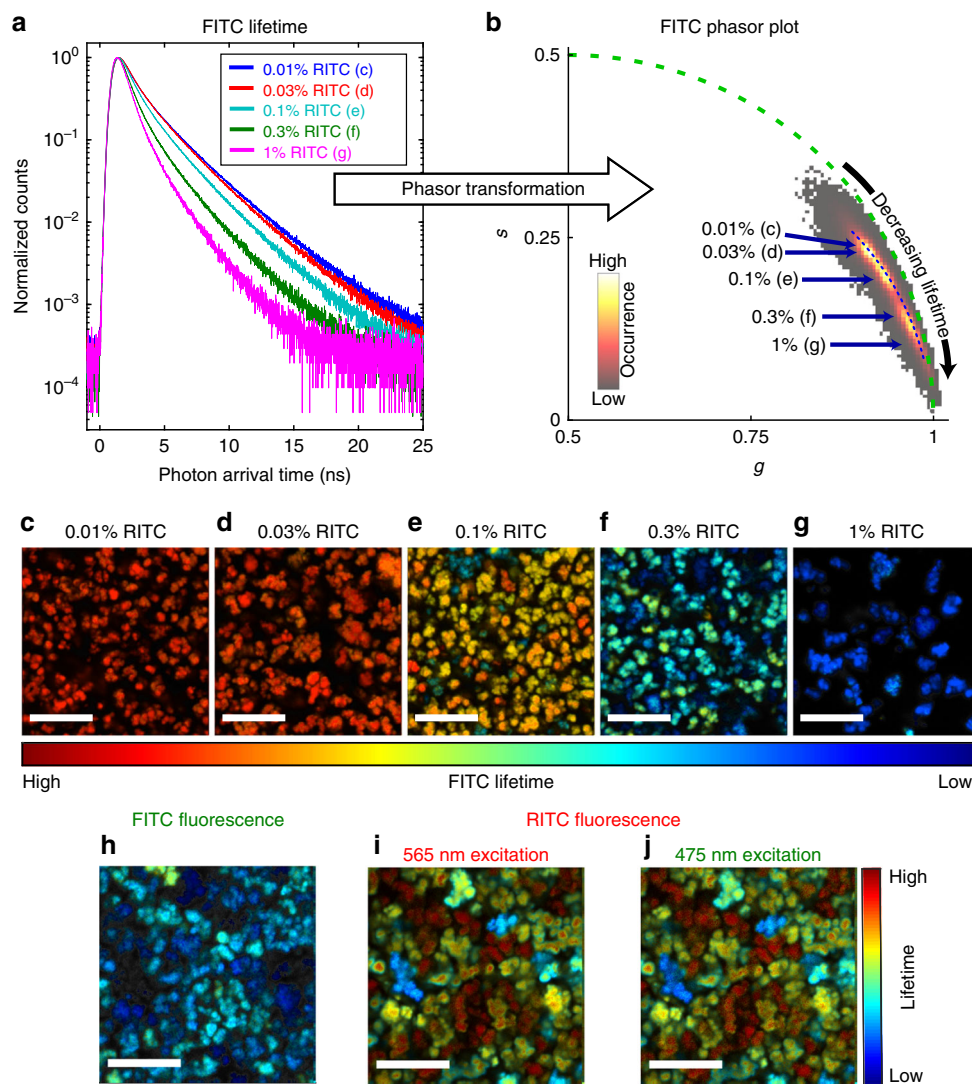 a
FITC lifetime
10^0
10^-1
10^-2
10^-3
10^-4
Normalized counts
0.01% RITC (c)
0.03% RITC (d)
0.1% RITC (e)
0.3% RITC (f)
1% RITC (g)
0
5
10
15
20
25
Photon arrival time (ns)
Phasor transformation
b
FITC phasor plot
0.5
0.25
0
s
Decreasing lifetime
0.01% (c)
0.03% (d)
0.1% (e)
0.3% (f)
1% (g)
High
Occurrence
Low
0.5
0.75
1
g
c
0.01% RITC
d
0.03% RITC
e
0.1% RITC
f
0.3% RITC
g
1% RITC
High
FITC lifetime
Low
FITC fluorescence
RITC fluorescence
h
i
565 nm excitation
j
475 nm excitation
High
Lifetime
Low